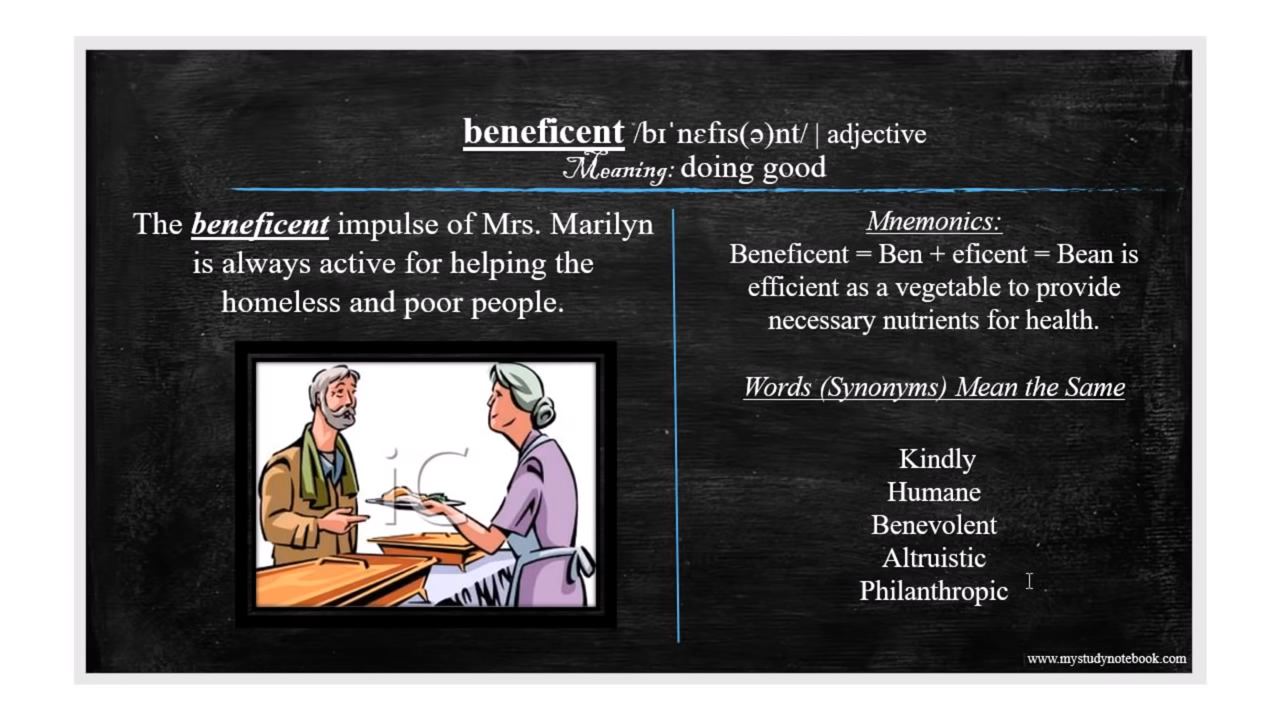 beneficent /bɪˈnɛfɪs(ə)nt/ | adjective
Meaning: doing good
The beneficent impulse of Mrs. Marilyn
is always active for helping the
homeless and poor people.
iC
Mnemonics:
Beneficent = Ben + eficent = Bean is
efficient as a vegetable to provide
necessary nutrients for health.
Words (Synonyms) Mean the Same
Kindly
Humane
Benevolent
Altruistic
Philanthropic
www.mystudynotebook.com